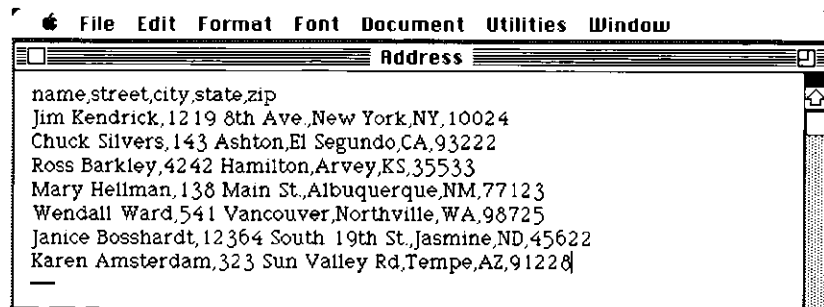 File Edit Format Font Document Utilities Window
Address
name,street,city,state,zip
Jim Kendrick,1219 8th Ave.,New York,NY,10024
Chuck Silvers,143 Ashton,El Segundo,CA,93222
Ross Barkley,4242 Hamilton,Arvey,KS,35533
Mary Hellman,138 Main St.,Albuquerque,NM,77123
Wendall Ward,541 Vancouver,Northville,WA,98725
Janice Bosshardt,12364 South 19th St.,Jasmine,ND,45622
Karen Amsterdam,323 Sun Valley Rd,Tempe,AZ,91228